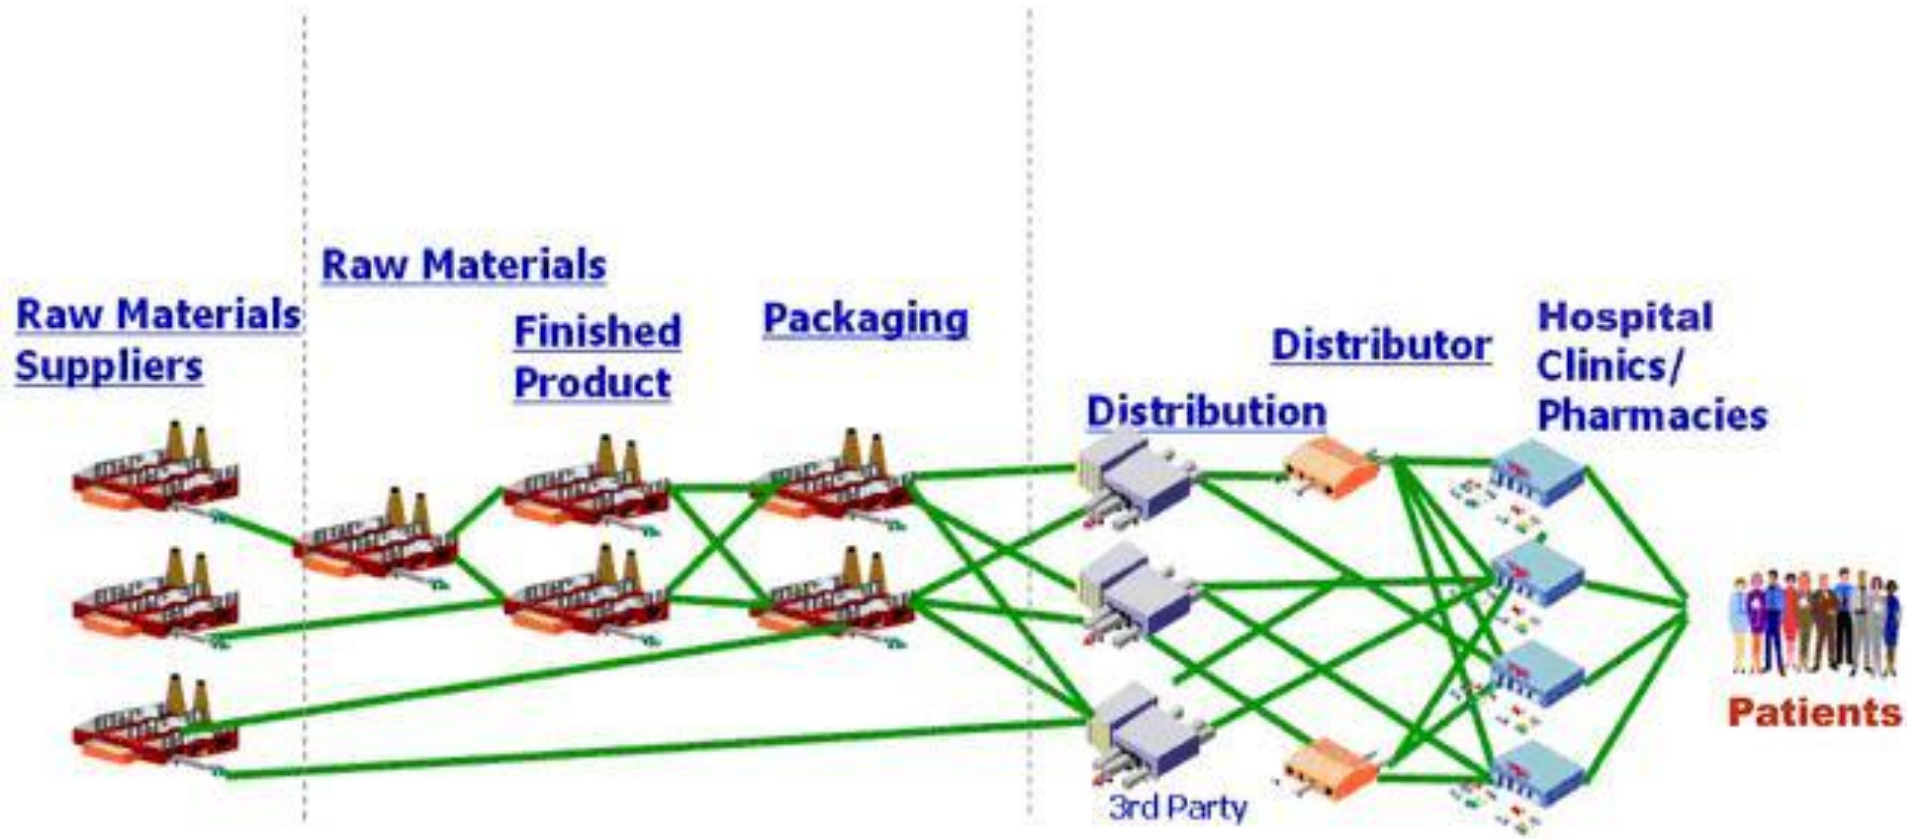 Raw Materials
Suppliers
Raw Materials
Finished
Product
Packaging
Distribution
Distributor
Hospital
Clinics/
Pharmacies
3rd Party
Patients